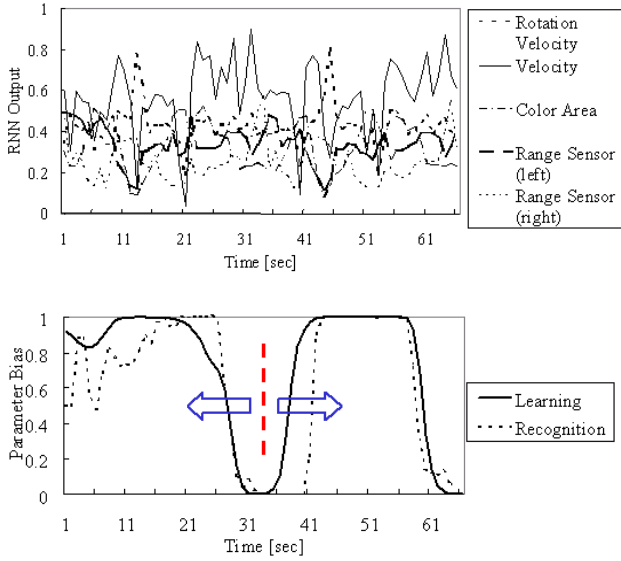 1
0.8
0.6
0.4
0.2
0
RNN Output
1 11 21 31 41 51 61
Time [sec]
Rotation
Velocity
Velocity
Color Area
Range Sensor
(left)
Range Sensor
(right)
1
0.8
0.6
0.4
0.2
0
Parameter Bias
1 11 21 31 41 51 61
Time [sec]
Learning
Recognition